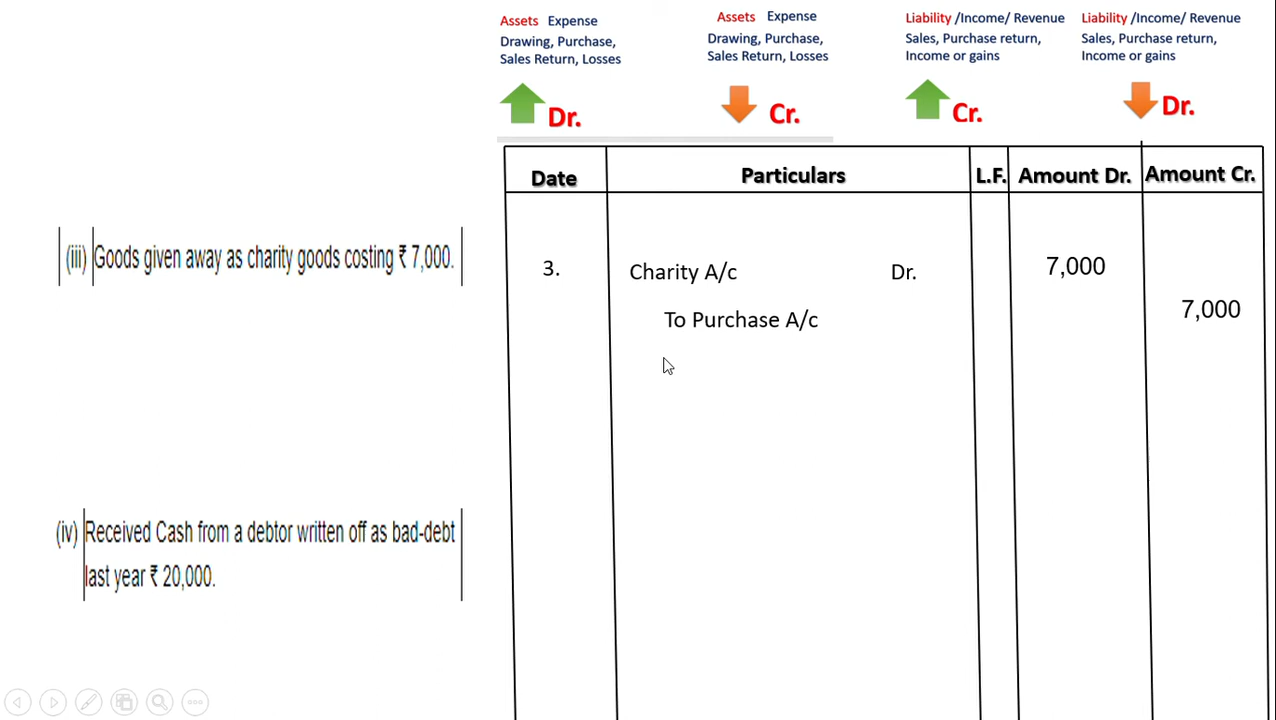 Assets Expense
Drawing, Purchase,
Sales Return, Losses
Dr.
Assets Expense
Drawing, Purchase,
Sales Return, Losses
Cr.
Liability /Income/ Revenue
Sales, Purchase return,
Income or gains
Cr.
Liability /Income/ Revenue
Sales, Purchase return,
Income or gains
Dr.
Date Particulars L.F. Amount Dr. Amount Cr.
(iii) Goods given away as charity goods costing ₹ 7,000.
3. Charity A/c Dr. 7,000
To Purchase A/c 7,000
(iv) Received Cash from a debtor written off as bad-debt
last year ₹ 20,000.